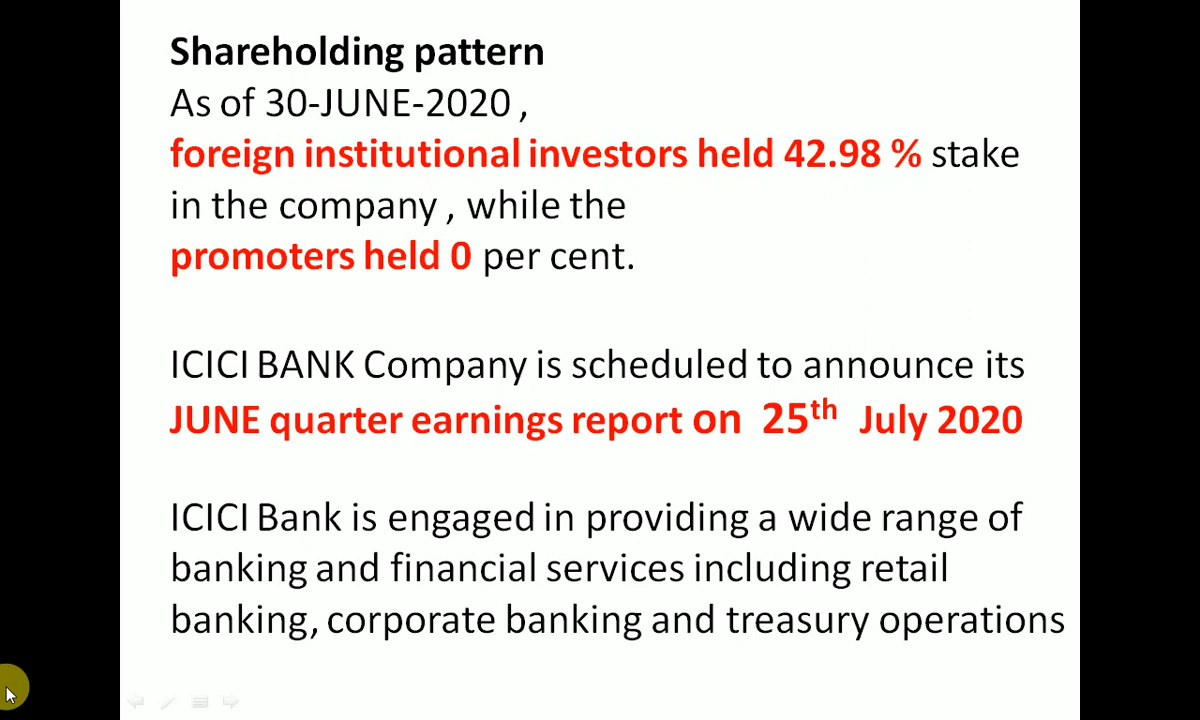 Shareholding pattern
As of 30-JUNE-2020 ,
foreign institutional investors held 42.98 % stake
in the company , while the
promoters held 0 per cent.
ICICI BANK Company is scheduled to announce its
JUNE quarter earnings report on 25th July 2020
ICICI Bank is engaged in providing a wide range of
banking and financial services including retail
banking, corporate banking and treasury operations